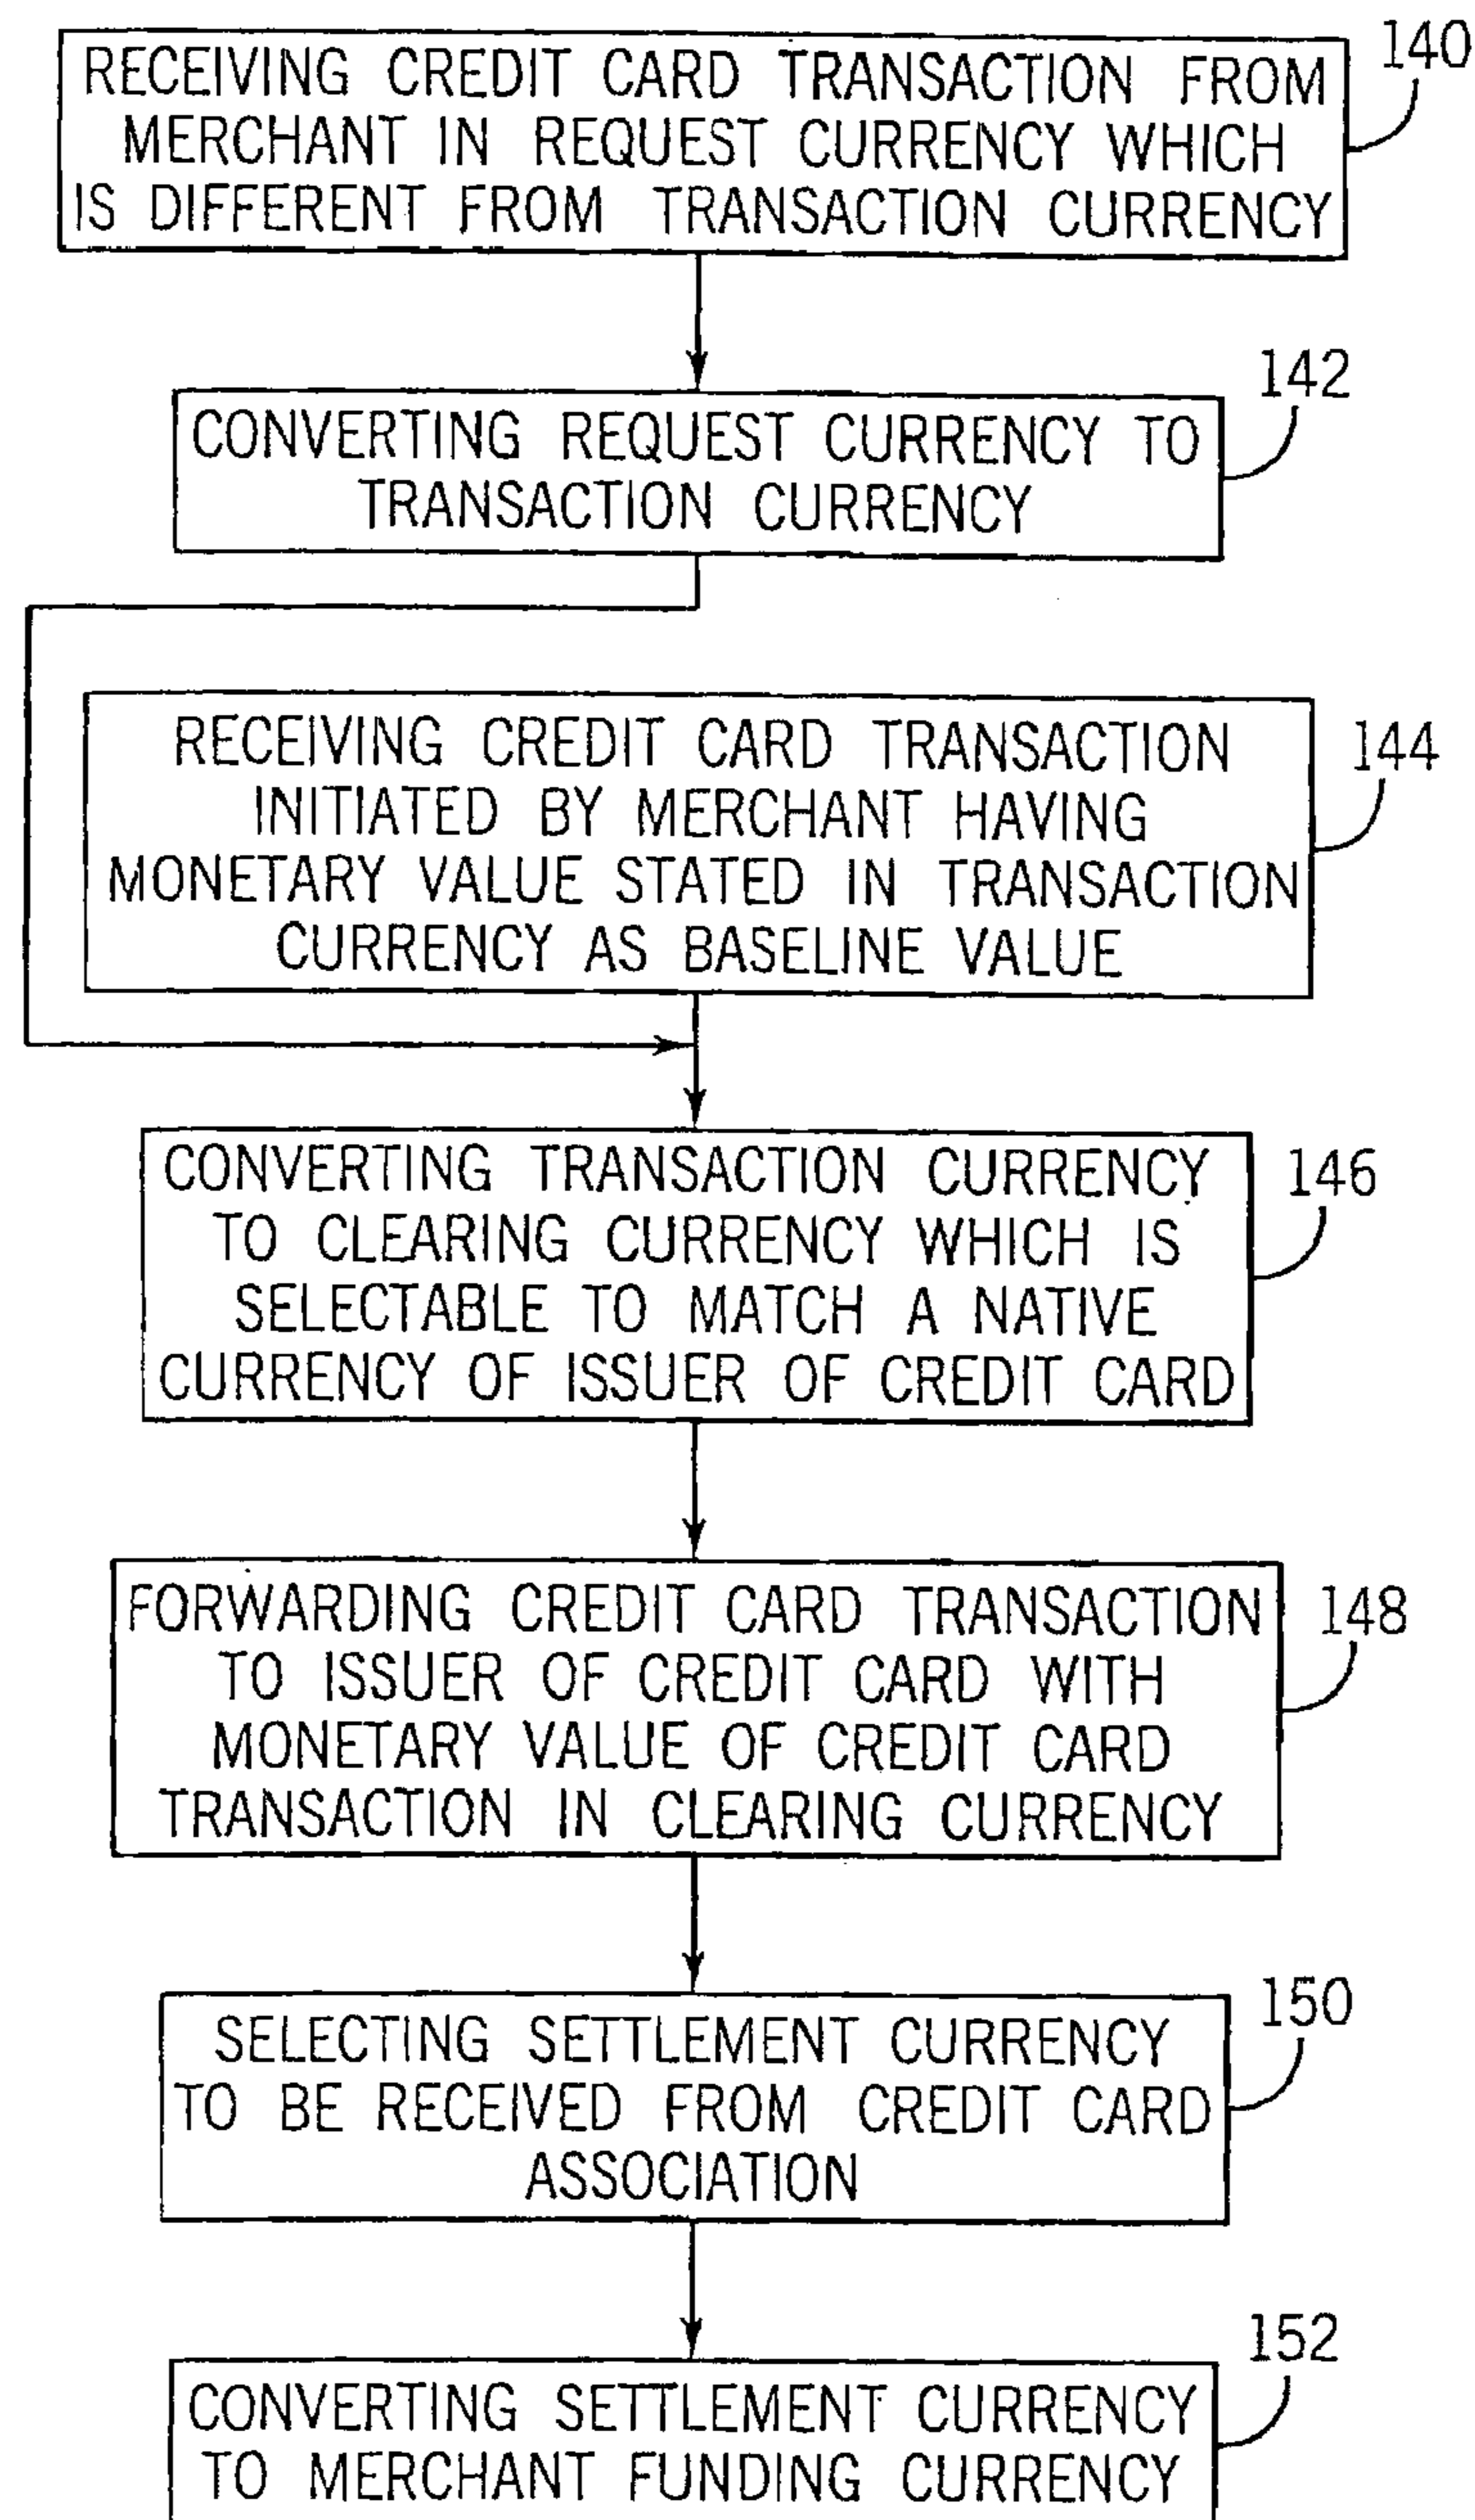 140
RECEIVING CREDIT CARD TRANSACTION FROM
MERCHANT IN REQUEST CURRENCY WHICH
IS DIFFERENT FROM TRANSACTION CURRENCY
142
CONVERTING REQUEST CURRENCY TO
TRANSACTION CURRENCY
144
RECEIVING CREDIT CARD TRANSACTION
INITIATED BY MERCHANT HAVING
MONETARY VALUE STATED IN TRANSACTION
CURRENCY AS BASELINE VALUE
146
CONVERTING TRANSACTION CURRENCY
TO CLEARING CURRENCY WHICH IS
SELECTABLE TO MATCH A NATIVE
CURRENCY OF ISSUER OF CREDIT CARD
148
FORWARDING CREDIT CARD TRANSACTION
TO ISSUER OF CREDIT CARD WITH
MONETARY VALUE OF CREDIT CARD
TRANSACTION IN CLEARING CURRENCY
150
SELECTING SETTLEMENT CURRENCY
TO BE RECEIVED FROM CREDIT CARD
ASSOCIATION
152
CONVERTING SETTLEMENT CURRENCY
TO MERCHANT FUNDING CURRENCY